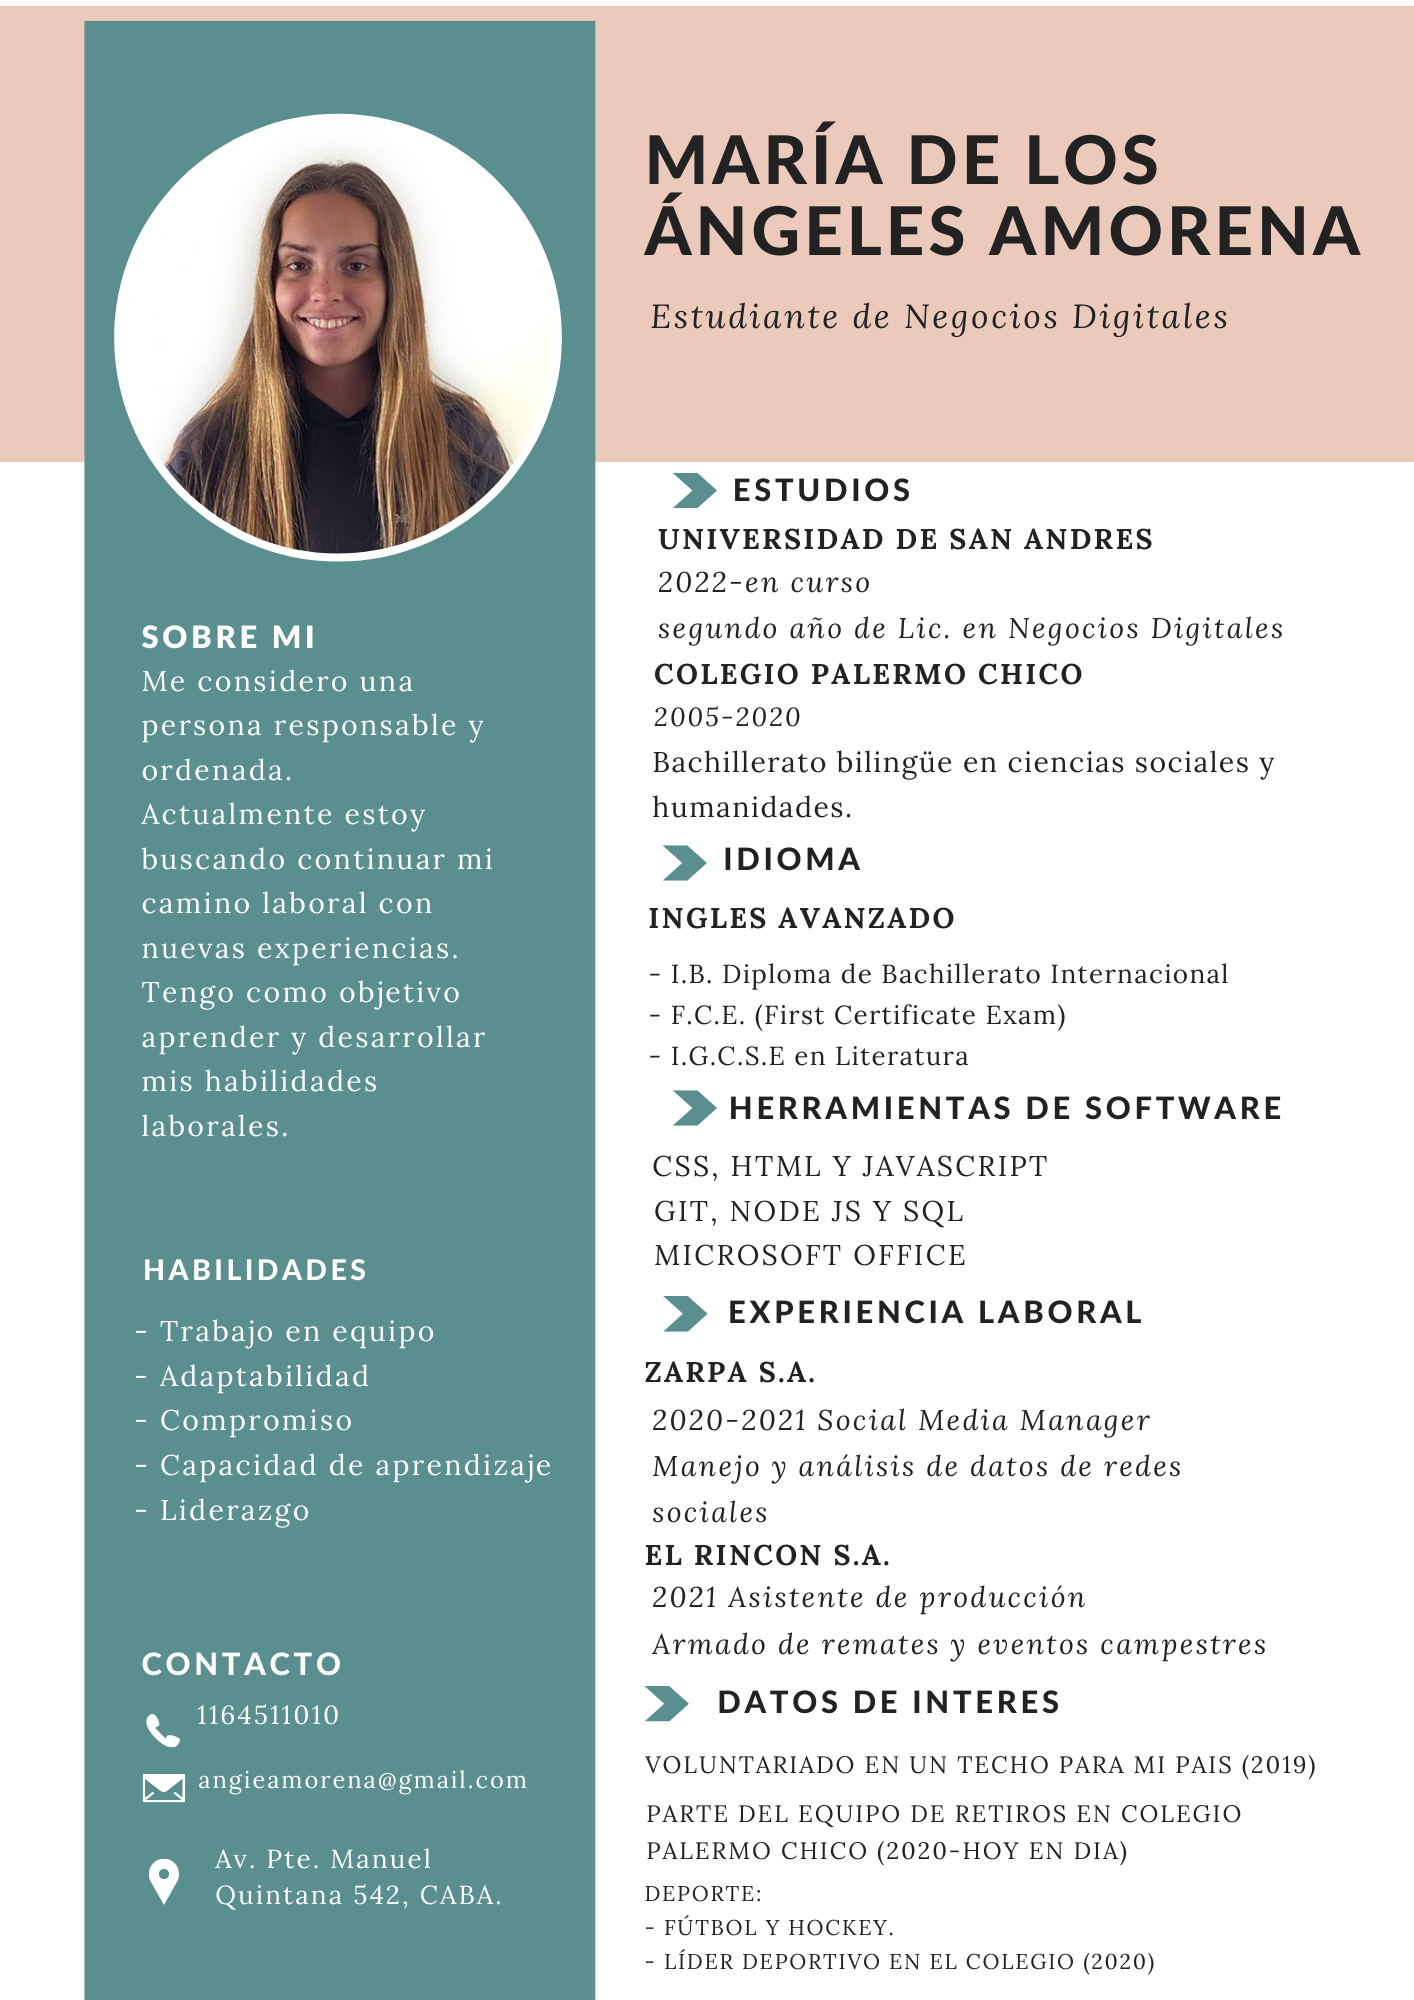 MARÍA DE LOS
ÁNGELES AMORENA
Estudiante de Negocios Digitales
SOBRE MI
Me considero una
persona responsable y
ordenada.
Actualmente estoy
buscando continuar mi
camino laboral con
nuevas experiencias.
Tengo como objetivo
aprender y desarrollar
mis habilidades
laborales.
HABILIDADES
- Trabajo en equipo
- Adaptabilidad
- Compromiso
- Capacidad de aprendizaje
- Liderazgo
CONTACTO
1164511010
angieamorena@gmail.com
Av. Pte. Manuel
Quintana 542, CABA.
ESTUDIOS
UNIVERSIDAD DE SAN ANDRES
2022-en curso
segundo año de Lic. en Negocios Digitales
COLEGIO PALERMO CHICO
2005-2020
Bachillerato bilingüe en ciencias sociales y
humanidades.
IDIOMA
INGLES AVANZADO
- I.B. Diploma de Bachillerato Internacional
- F.C.E. (First Certificate Exam)
- I.G.C.S.E en Literatura
HERRAMIENTAS DE SOFTWARE
CSS, HTML Y JAVASCRIPT
GIT, NODE JS Y SQL
MICROSOFT OFFICE
EXPERIENCIA LABORAL
ZARPA S.A.
2020-2021 Social Media Manager
Manejo y análisis de datos de redes
sociales
EL RINCON S.A.
2021 Asistente de producción
Armado de remates y eventos campestres
DATOS DE INTERES
VOLUNTARIADO EN UN TECHO PARA MI PAIS (2019)
PARTE DEL EQUIPO DE RETIROS EN COLEGIO
PALERMO CHICO (2020-HOY EN DIA)
DEPORTE:
- FÚTBOL Y HOCKEY.
- LÍDER DEPORTIVO EN EL COLEGIO (2020)